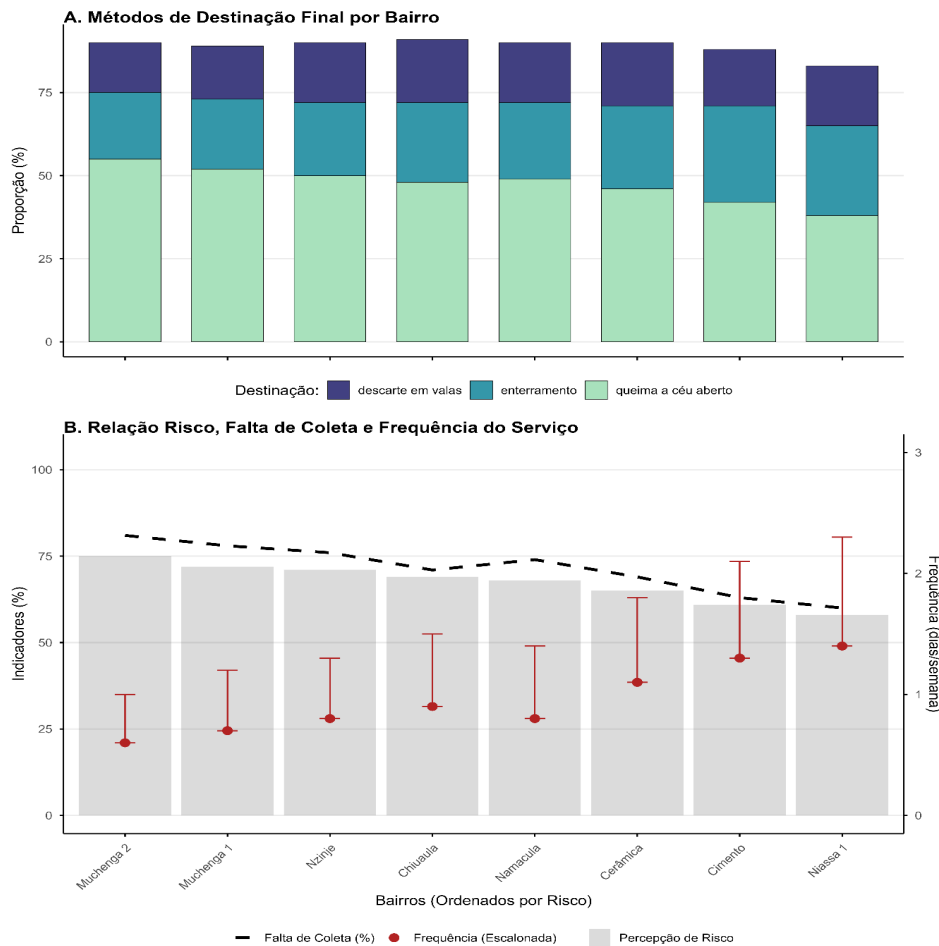 A. Métodos de Destinação Final por Bairro
Proporção (%)
75
50
25
0
Destinação: descarte em valas enterramento queima a céu aberto
B. Relação Risco, Falta de Coleta e Frequência do Serviço
Indicadores (%)
100
75
50
25
0
3
2
1
0
Frequência (dias/semana)
Muchenga 2
Muchenga 1
Nzinje
Chiuaula
Namacula
Cerâmica
Cimento
Niassa 1
Bairros (Ordenados por Risco)
Falta de Coleta (%) Frequência (Escalonada) Percepção de Risco